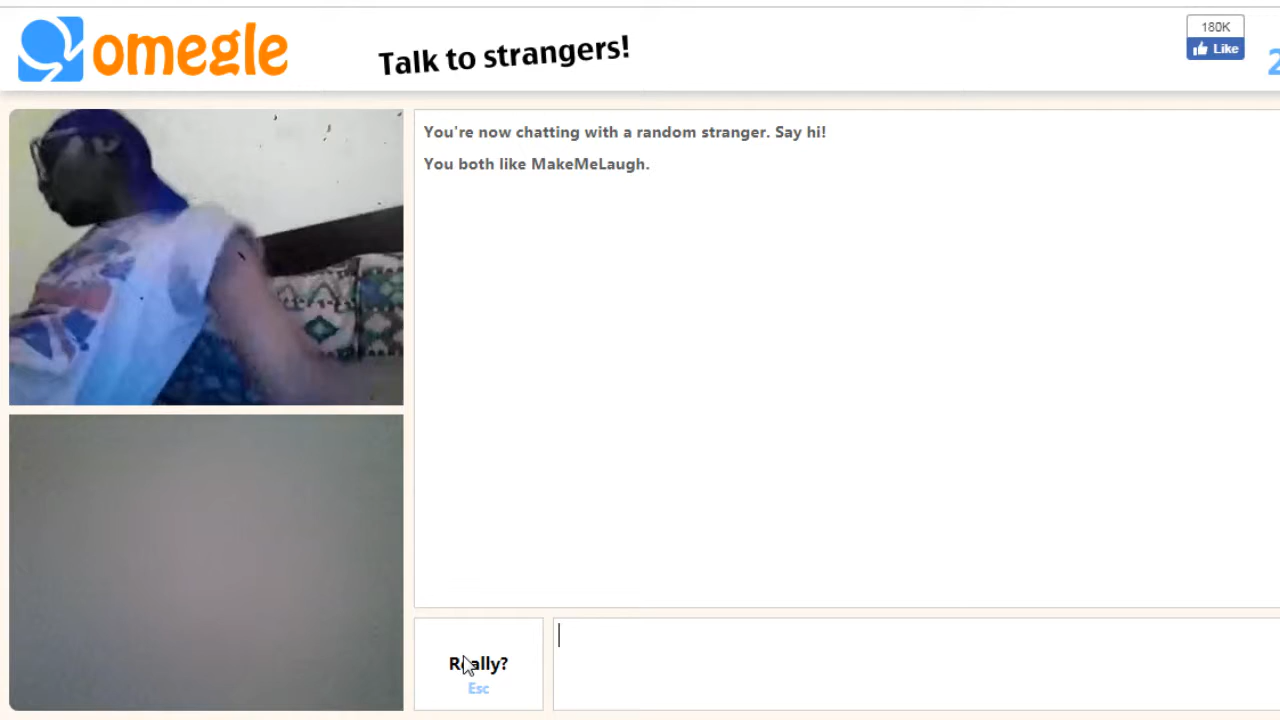 omegle
Talk to strangers!
180K
Like
2
You're now chatting with a random stranger. Say hi!
You both like MakeMeLaugh.
Really?
Esc